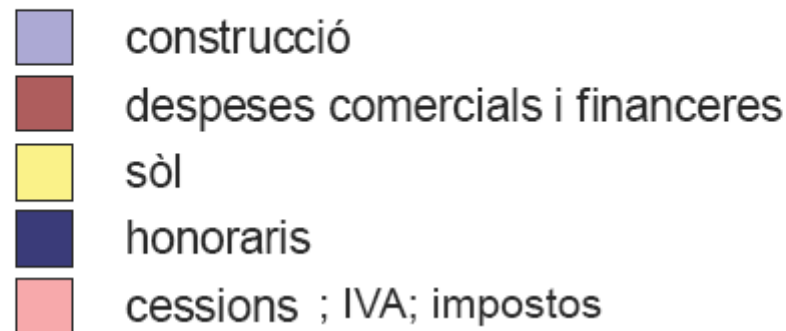 construcció
despeses comercials i financeres
sòl
honoraris
cessions ; IVA; impostos